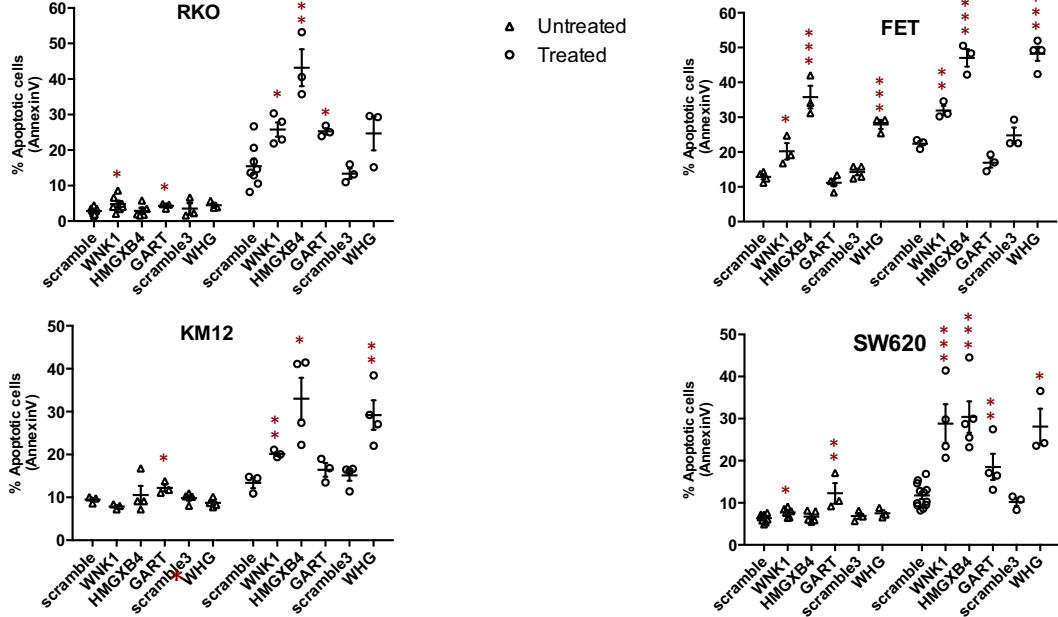 RKO
% Apoptotic cells
(AnnexinV)
60
50
40
30
20
10
0
*
*
*
*
* *
*
scramble
WNK1
HMGXB4
GART
scramble3
WHG
scramble
WNK1
HMGXB4
GART
scramble3
WHG
Untreated
Treated
FET
% Apoptotic cells
(AnnexinV)
60
50
40
30
20
10
0
*
* * *
* * *
* *
* * *
* * *
scramble
WNK1
HMGXB4
GART
scramble3
WHG
scramble
WNK1
HMGXB4
GART
scramble3
WHG
KM12
% Apoptotic cells
(AnnexinV)
50
40
30
20
10
0
*
* *
*
* *
scramble
WNK1
HMGXB4
GART
scramble3
WHG
*
scramble
WNK1
HMGXB4
GART
scramble3
WHG
SW620
% Apoptotic cells
(AnnexinV)
50
40
30
20
10
0
*
* *
* * *
* * *
* *
*
scramble
WNK1
HMGXB4
GART
scramble3
WHG
scramble
WNK1
HMGXB4
GART
scramble3
WHG